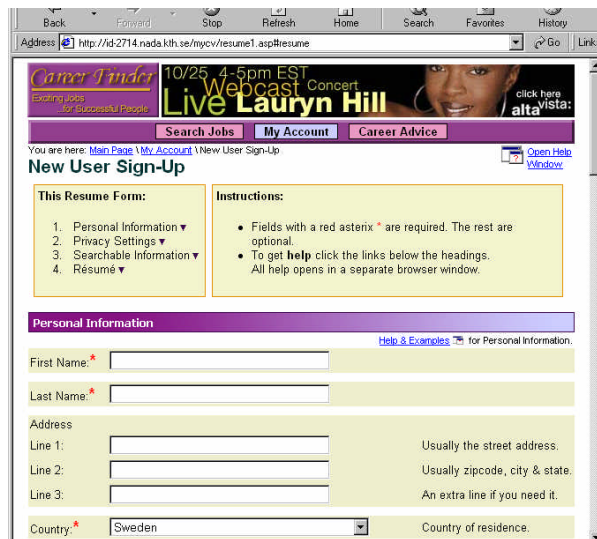 Back Forward Stop Refresh Home Search Favorites History
Address http://id-2714.nada.kth.se/mycv/resume1.asp#resume Go Link
Career Finder
Exciting Jobs
...for Successful People
10/25 4-5pm EST
Webcast Concert
Live Lauryn Hill
click here
altavista:
Search Jobs My Account Career Advice
You are here: Main Page \ My Account \ New User Sign-Up
Open Help
Window
New User Sign-Up
This Resume Form:
1. Personal Information
2. Privacy Settings
3. Searchable Information
4. Résumé
Instructions:
• Fields with a red asterix * are required. The rest are
optional.
• To get help click the links below the headings.
All help opens in a separate browser window.
Personal Information
Help & Examples for Personal Information.
First Name:*
Last Name:*
Address
Line 1: Usually the street address.
Line 2: Usually zipcode, city & state.
Line 3: An extra line if you need it.
Country:* Sweden Country of residence.